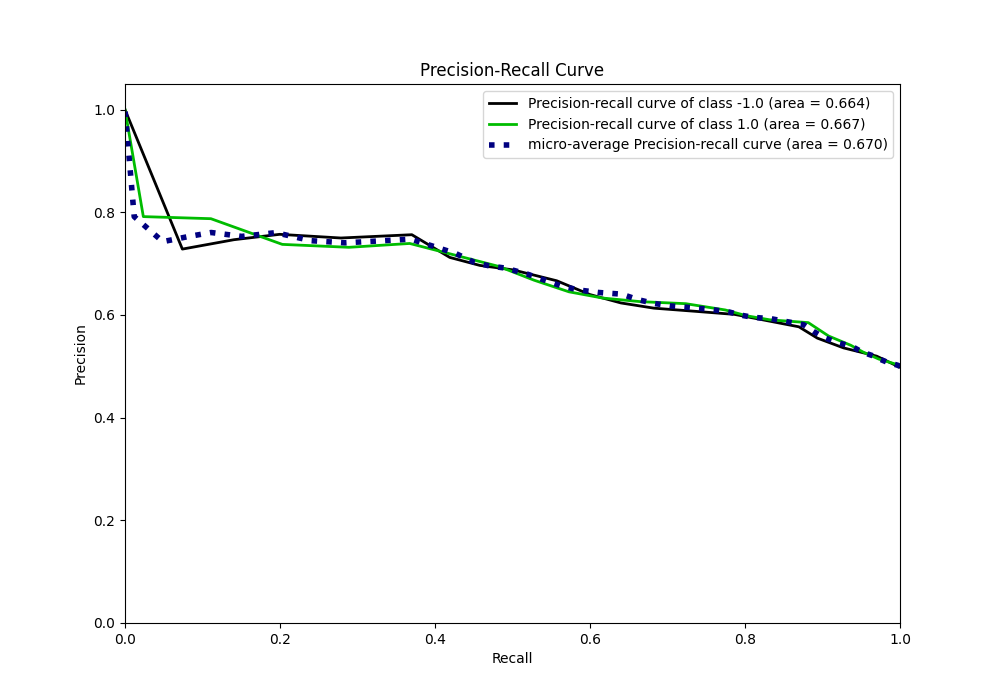 Precision-Recall Curve
Precision-recall curve of class -1.0 (area = 0.664)
Precision-recall curve of class 1.0 (area = 0.667)
micro-average Precision-recall curve (area = 0.670)
1.0
0.8
0.6
0.4
0.2
0.0
Precision
0.0 0.2 0.4 0.6 0.8 1.0
Recall